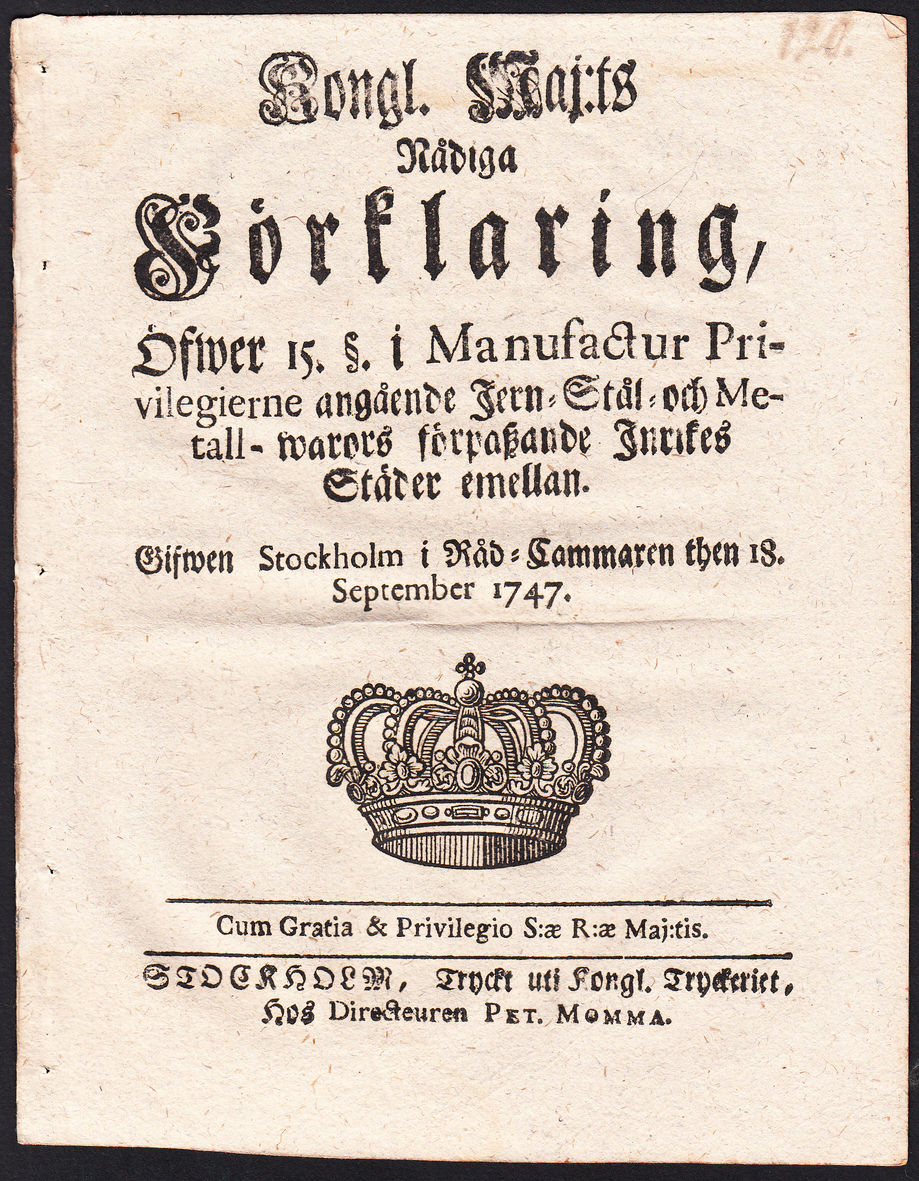 120.
Kongl. Maj:ts
Nådiga
Förklaring,
Öfwer 15. §. i Manufactur Pri-
vilegierne angående Jern-Stål-och Me-
tall-warors förpaßande Inrikes
Städer emellan.
Gifwen Stockholm i Råd-Cammaren then 18.
September 1747.
Cum Gratia & Privilegio S:æ R:æ Maj:tis.
STOCKHOLM, Tryckt uti Kongl. Tryckeriet,
Hos Directeuren PET. MOMMA.